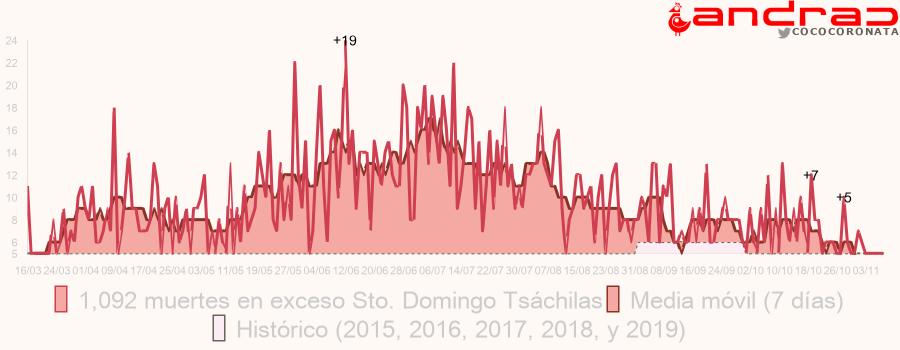 andrab
COCOCORONATA
24
+19
22
20
18
16
14
12
+7
10
+5
8
6
5
16/03 24/03 01/04 09/04 17/04 25/04 03/05 11/05 19/05 27/05 04/06 12/06 20/06 28/06 06/07 14/07 22/07 30/07 07/08 15/08 23/08 31/08 08/09 16/09 24/09 02/10 10/10 18/10 26/10 03/11
1,092 muertes en exceso Sto. Domingo Tsáchilas Media móvil (7 días)
Histórico (2015, 2016, 2017, 2018, y 2019)